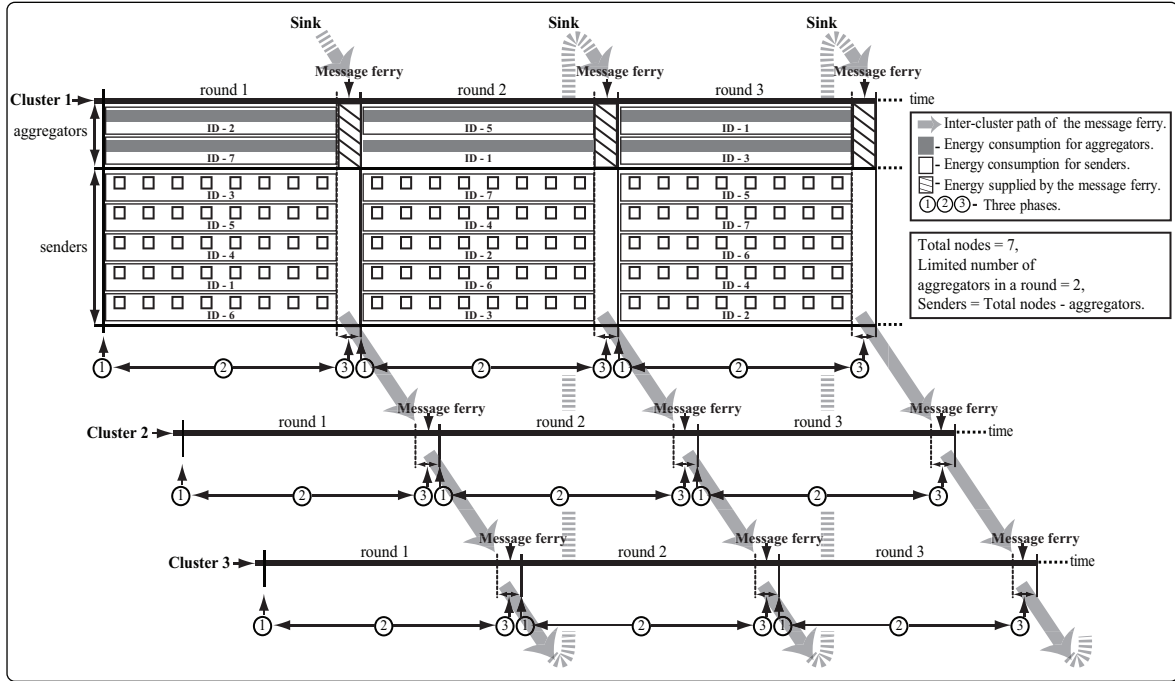 Sink Sink Sink
Message ferry Message ferry Message ferry
round 1 round 2 round 3
Cluster 1 time
aggregators
ID - 2 ID - 5 ID - 1
ID - 7 ID - 1 ID - 3
senders
ID - 3 ID - 7 ID - 5
ID - 5 ID - 4 ID - 7
ID - 4 ID - 2 ID - 6
ID - 1 ID - 6 ID - 4
ID - 6 ID - 3 ID - 2
1 2 3 1 2 3 1 2 3
Inter-cluster path of the message ferry.
- Energy consumption for aggregators.
- Energy consumption for senders.
- Energy supplied by the message ferry.
①②③- Three phases.
Total nodes = 7,
Limited number of
aggregators in a round = 2,
Senders = Total nodes - aggregators.
Message ferry Message ferry Message ferry
round 1 round 2 round 3
Cluster 2 time
1 2 3 1 2 3 1 2 3
Message ferry Message ferry Message ferry
round 1 round 2 round 3
Cluster 3 time
1 2 3 1 2 3 1 2 3